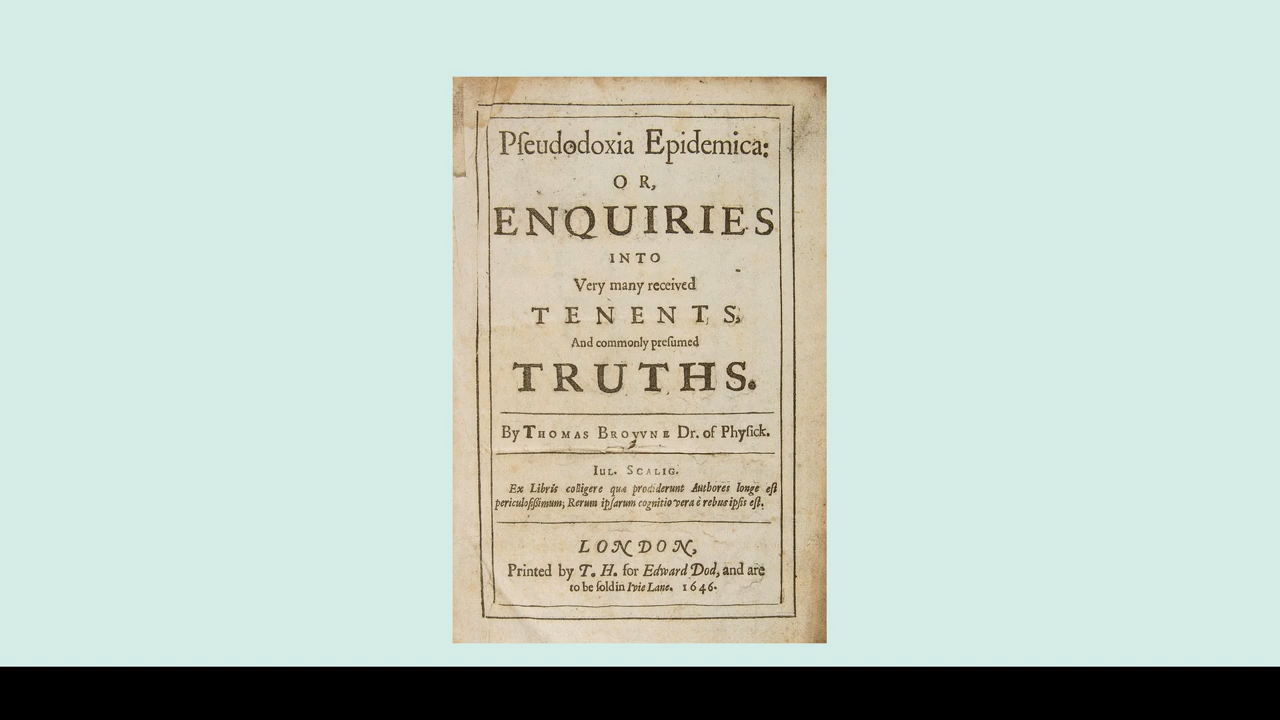 Pſeudodoxia Epidemica:
OR,
ENQUIRIES
INTO
Very many received
TENENTS,
And commonly preſumed
TRUTHS.
By THOMAS BROVVNE Dr. of Phyſick.
IUL. SCALIG.
Ex Libris colligere quæ prodiderunt Authores longe eſt
periculoſiſſimum; Rerum ipſarum cognitio vera è rebus ipſis eſt.
LONDON,
Printed by T. H. for Edward Dod, and are
to be ſold in Ivie Lane. 1646.